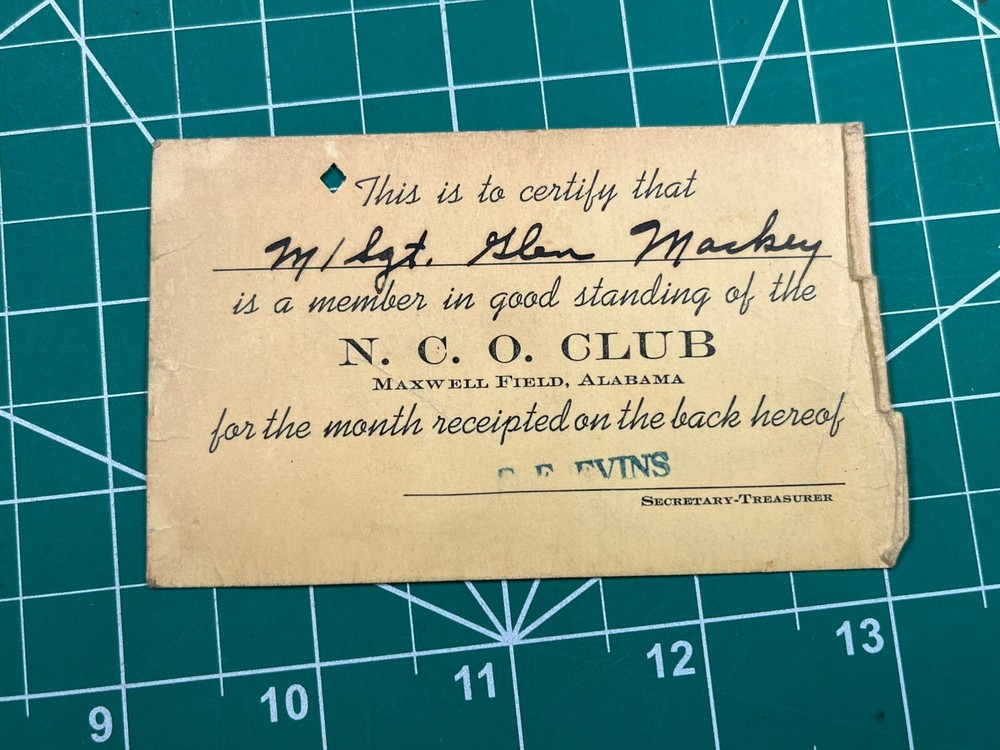 This is to certify that
M/Sgt. Glen Mackey
is a member in good standing of the
N. C. O. CLUB
MAXWELL FIELD, ALABAMA
for the month receipted on the back hereof
EVINS
SECRETARY-TREASURER
9 10 11 12 13